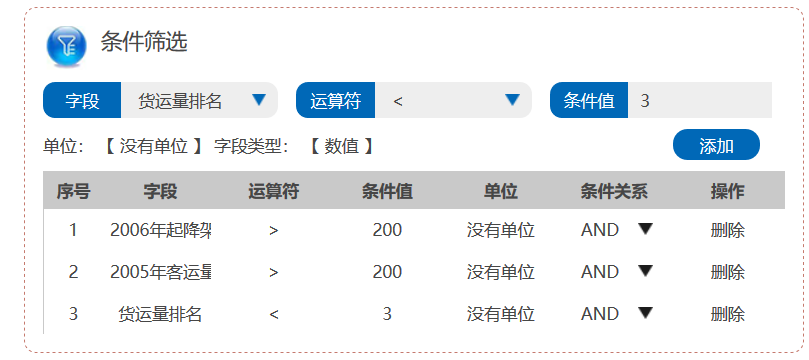 条件筛选
字段 货运量排名 运算符 < 条件值 3
单位： 【 没有单位 】 字段类型： 【 数值 】 添加
序号 字段 运算符 条件值 单位 条件关系 操作
1 2006年起降架 > 200 没有单位 AND 删除
2 2005年客运量 > 200 没有单位 AND 删除
3 货运量排名 < 3 没有单位 AND 删除